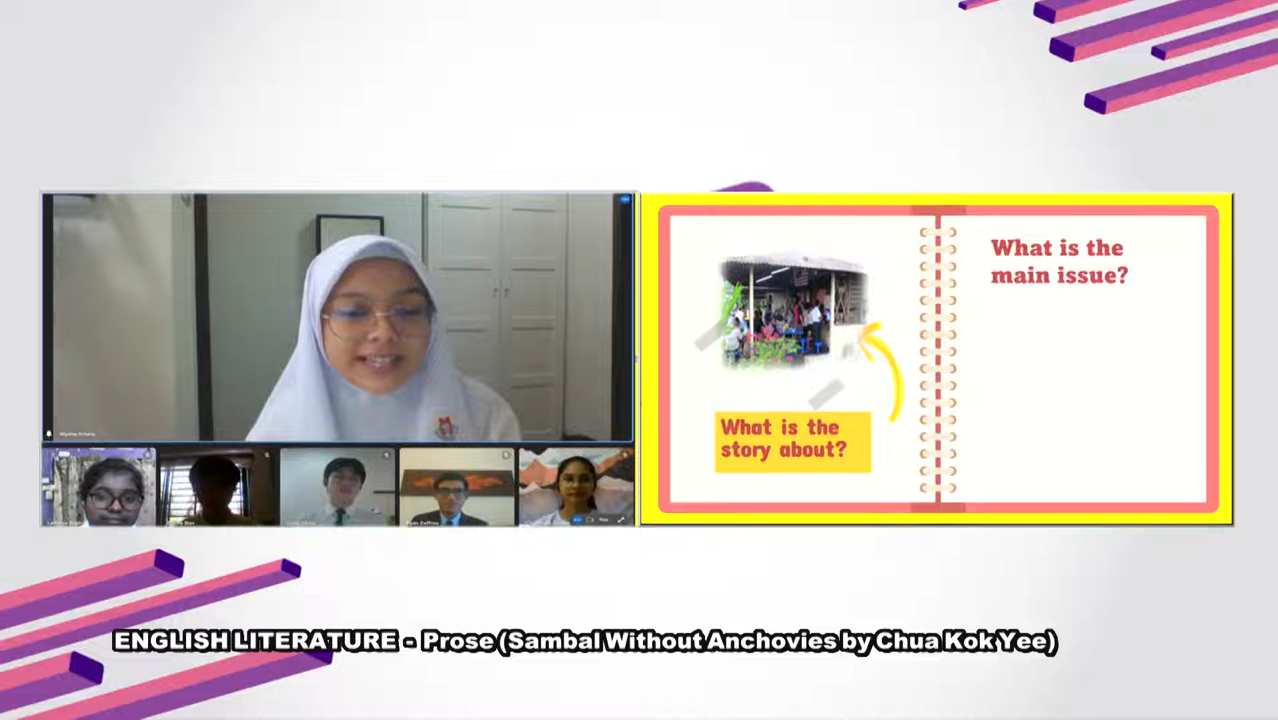 What is the
main issue?
What is the
story about?
ENGLISH LITERATURE - Prose (Sambal Without Anchovies by Chua Kok Yee)